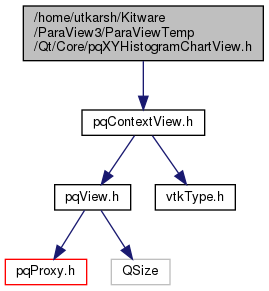 /home/utkarsh/Kitware
/ParaView3/ParaViewTemp
/Qt/Core/pqXYHistogramChartView.h
pqContextView.h
pqView.h
vtkType.h
pqProxy.h
QSize